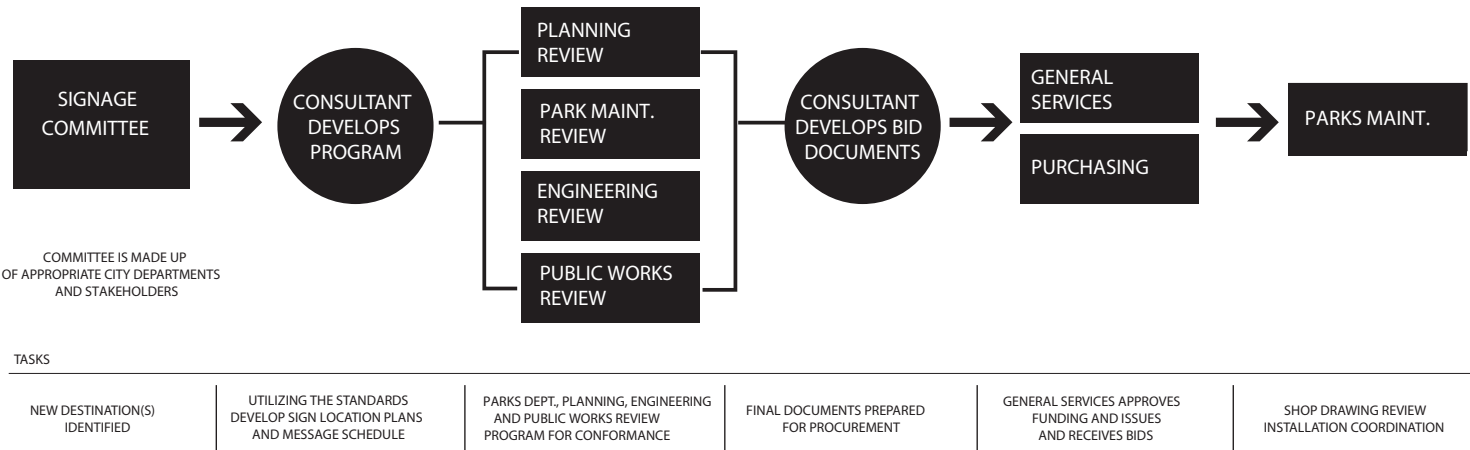 SIGNAGE
COMMITTEE
CONSULTANT
DEVELOPS
PROGRAM
PLANNING
REVIEW
PARK MAINT.
REVIEW
ENGINEERING
REVIEW
PUBLIC WORKS
REVIEW
CONSULTANT
DEVELOPS BID
DOCUMENTS
GENERAL
SERVICES
PURCHASING
PARKS MAINT.
COMMITTEE IS MADE UP
OF APPROPRIATE CITY DEPARTMENTS
AND STAKEHOLDERS
TASKS
NEW DESTINATION(S)
IDENTIFIED
UTILIZING THE STANDARDS
DEVELOP SIGN LOCATION PLANS
AND MESSAGE SCHEDULE
PARKS DEPT., PLANNING, ENGINEERING
AND PUBLIC WORKS REVIEW
PROGRAM FOR CONFORMANCE
FINAL DOCUMENTS PREPARED
FOR PROCUREMENT
GENERAL SERVICES APPROVES
FUNDING AND ISSUES
AND RECEIVES BIDS
SHOP DRAWING REVIEW
INSTALLATION COORDINATION